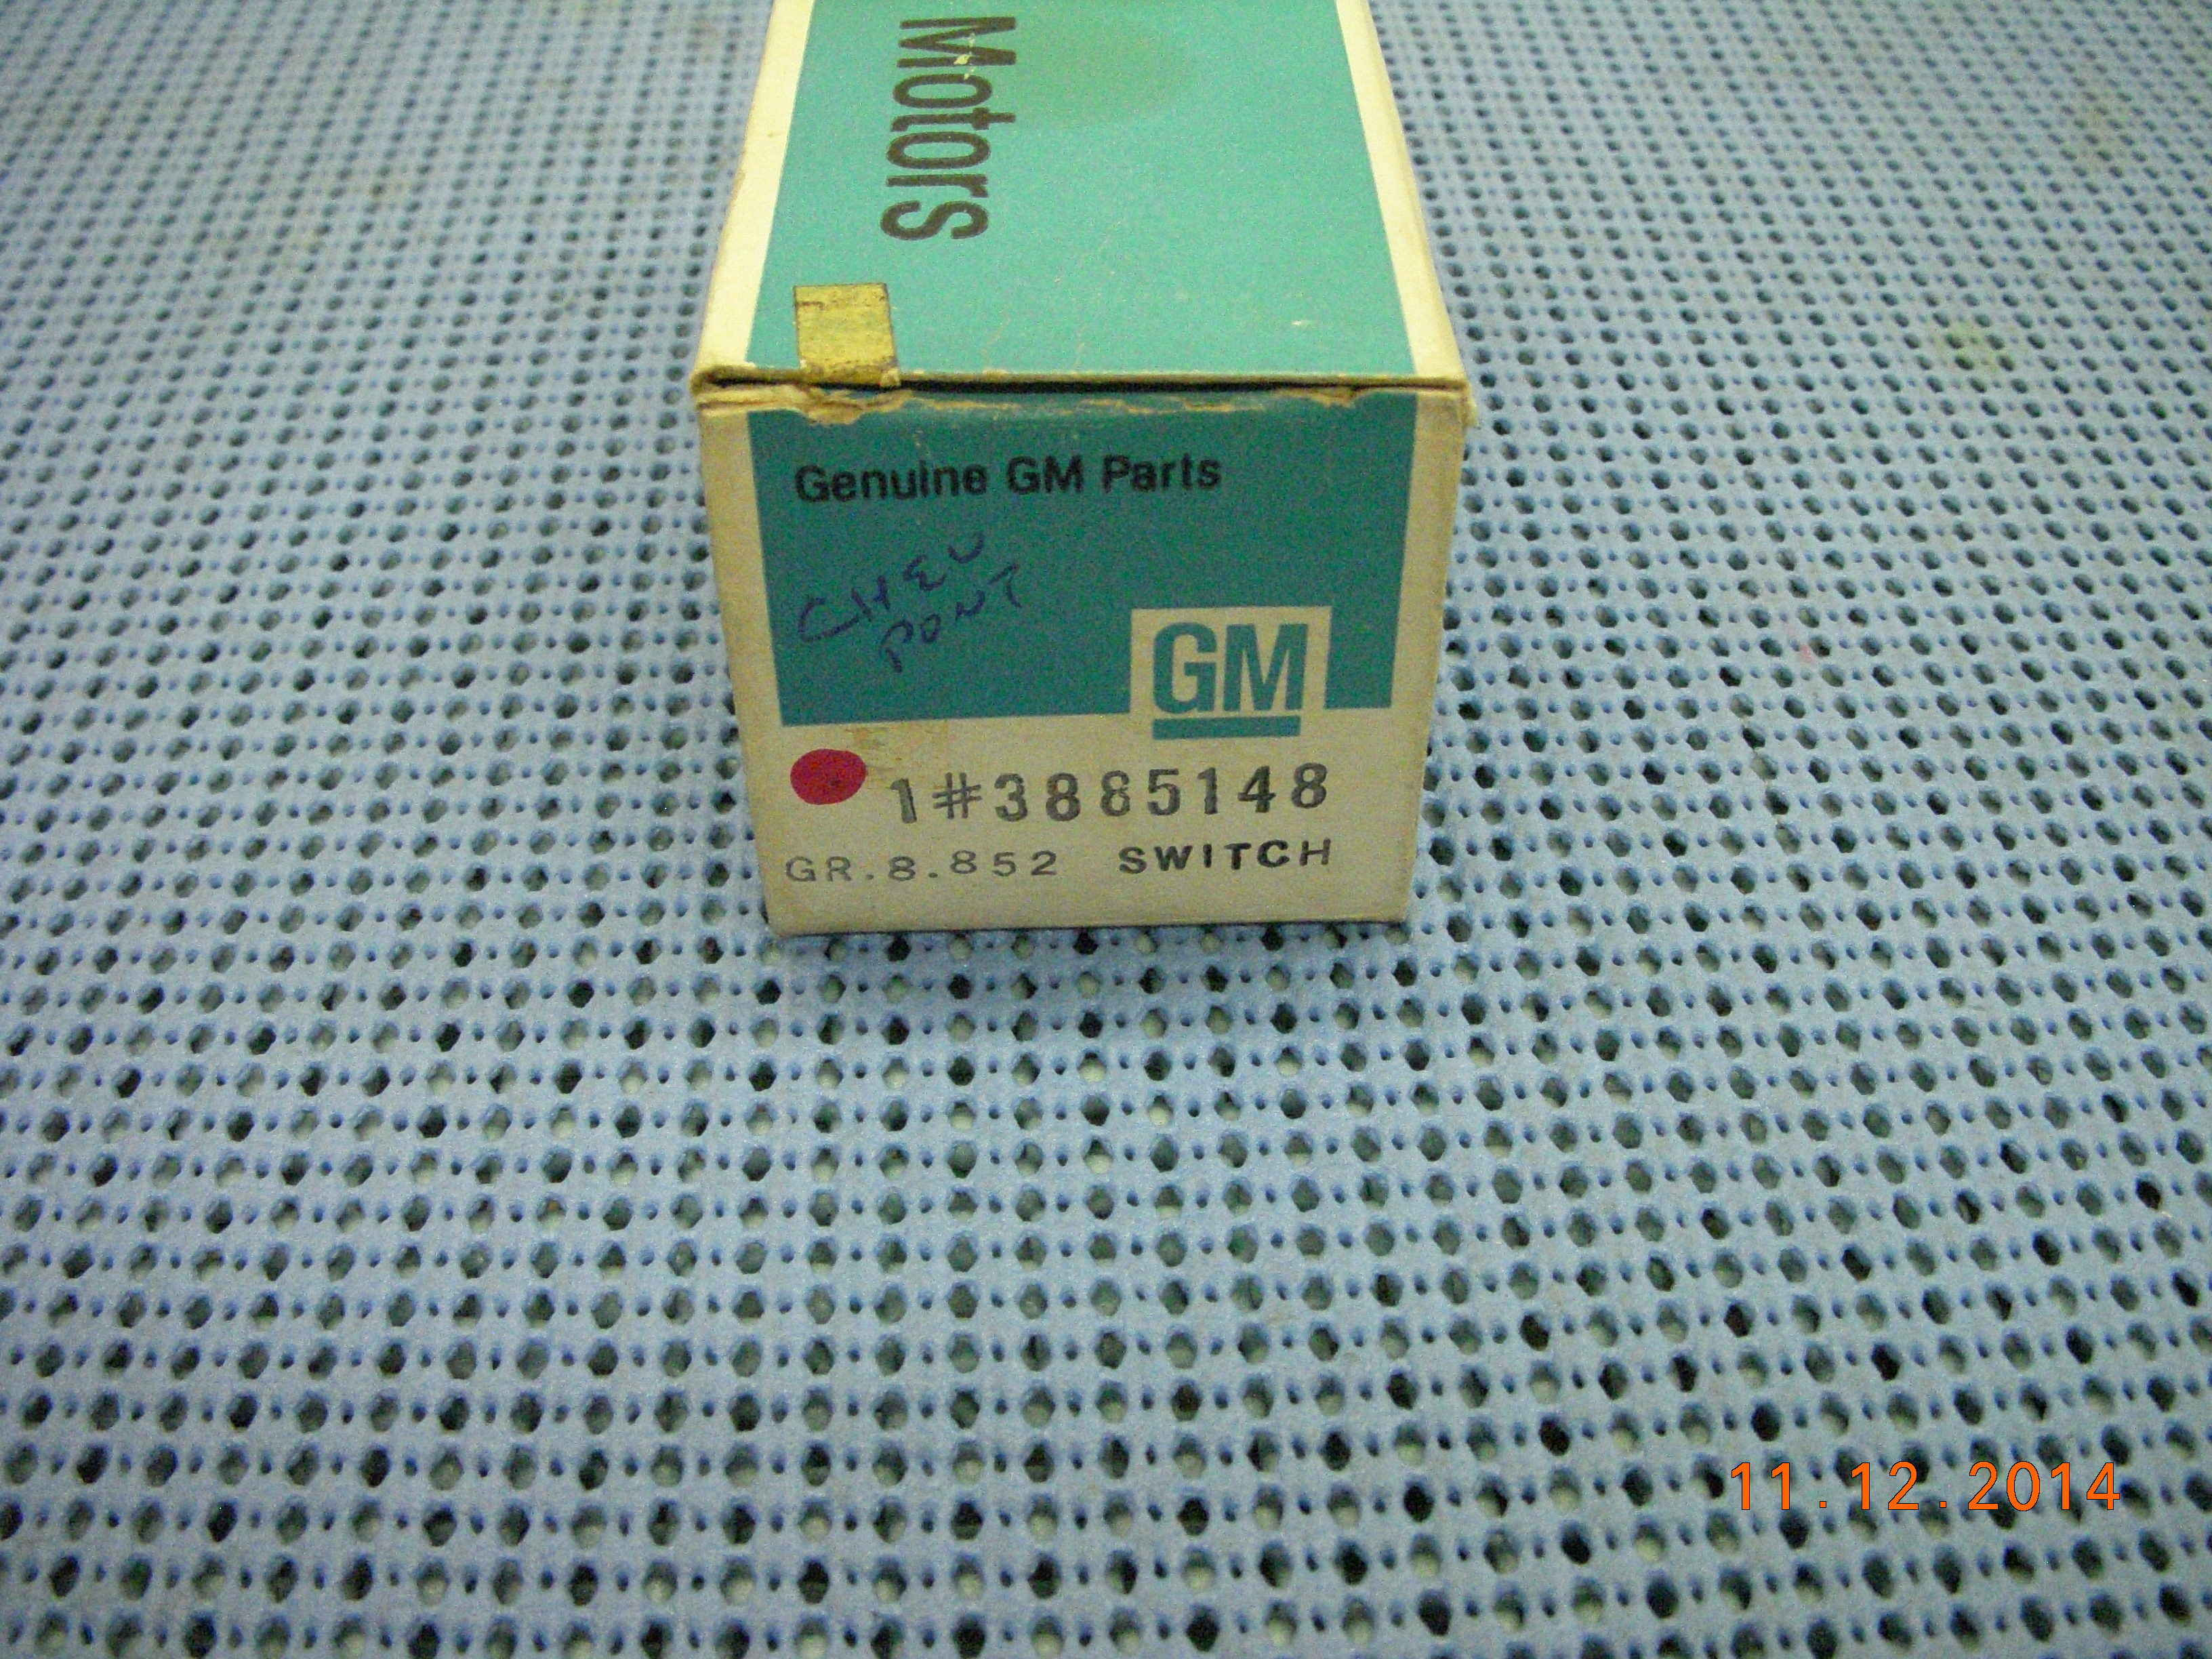 Motors
Genuine GM Parts
CHEV
PONT
GM
1#3885148
GR.8.852 SWITCH
11.12.2014